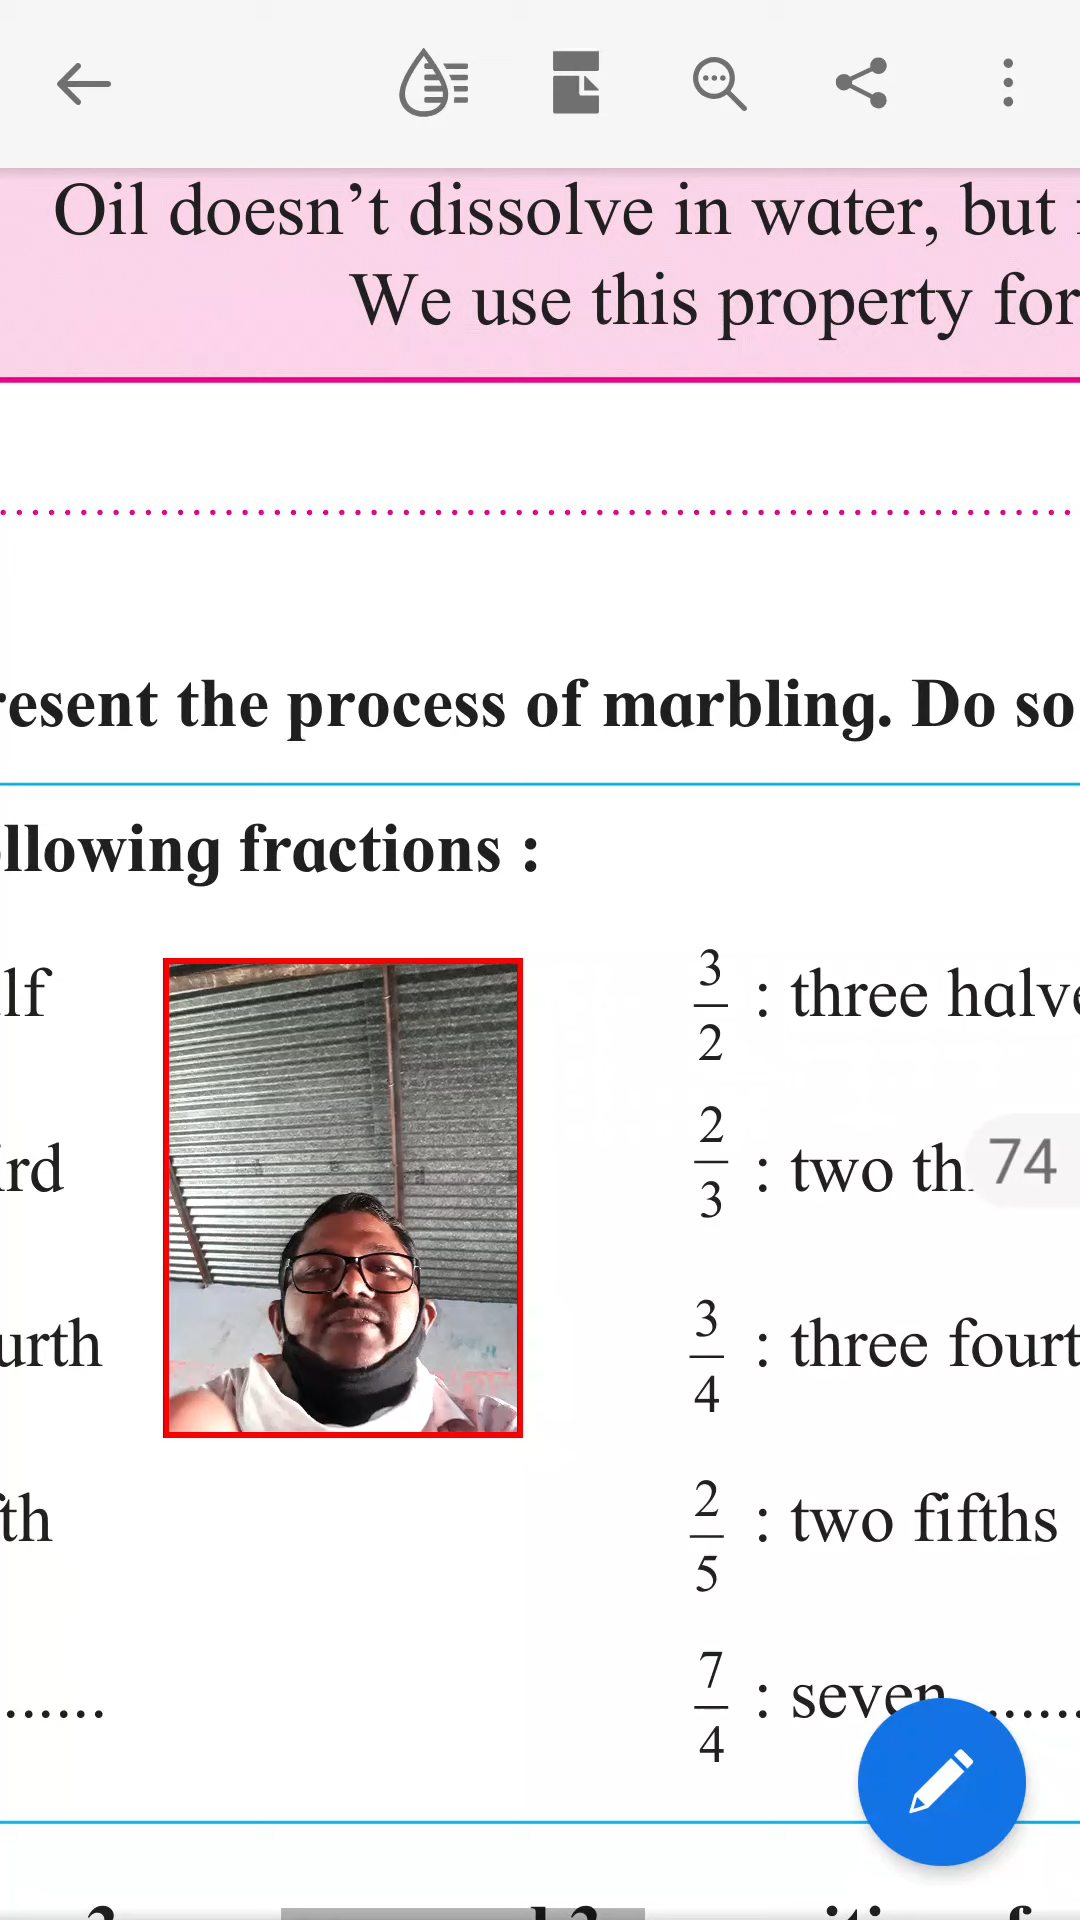 Oil doesn’t dissolve in water, but
We use this property for
resent the process of marbling. Do so
llowing fractions :
lf
3/2 : three halve
ird
2/3 : two th
74
urth
3/4 : three fourt
th
2/5 : two fifths
......
7/4 : seven ......